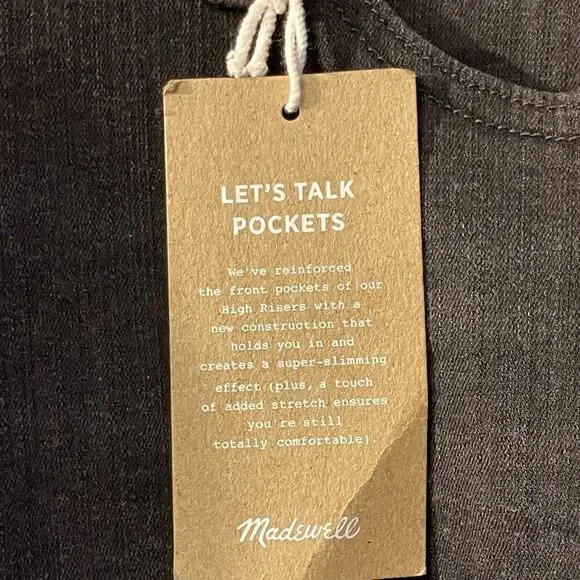 LET'S TALK
POCKETS
We've reinforced
the front pockets of our
High Risers with a
new construction that
holds you in and
creates a super-slimming
effect (plus, a touch
of added stretch ensures
you're still
totally comfortable).
Madewell